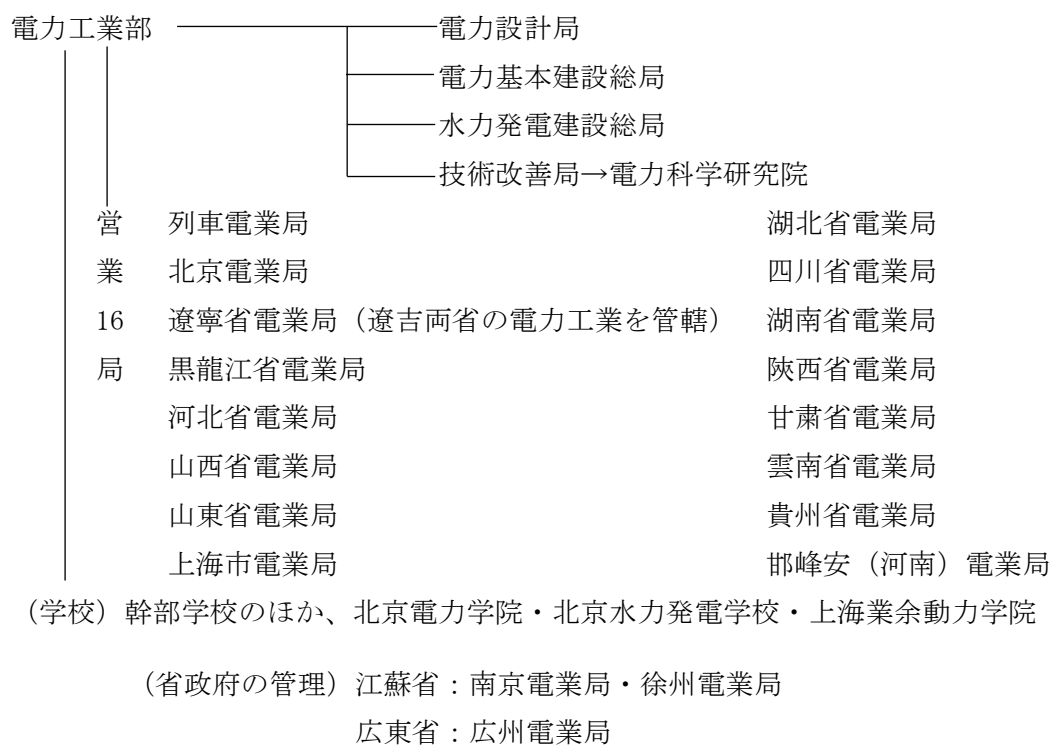 電力工業部 電力設計局
電力基本建設総局
水力発電建設総局
技術改善局→電力科学研究院
営 列車電業局 湖北省電業局
業 北京電業局 四川省電業局
16 遼寧省電業局（遼吉両省の電力工業を管轄） 湖南省電業局
局 黒龍江省電業局 陝西省電業局
河北省電業局 甘粛省電業局
山西省電業局 雲南省電業局
山東省電業局 貴州省電業局
上海市電業局 邯峰安（河南）電業局
（学校）幹部学校のほか、北京電力学院・北京水力発電学校・上海業余動力学院
（省政府の管理）江蘇省：南京電業局・徐州電業局
広東省：広州電業局